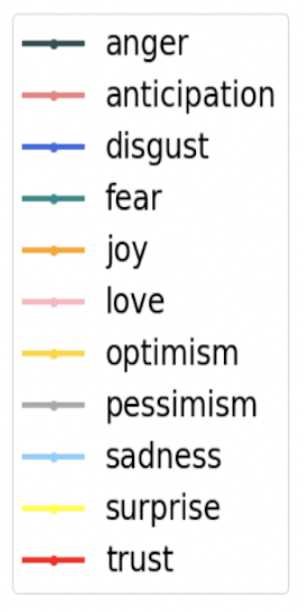 anger
anticipation
disgust
fear
joy
love
optimism
pessimism
sadness
surprise
trust